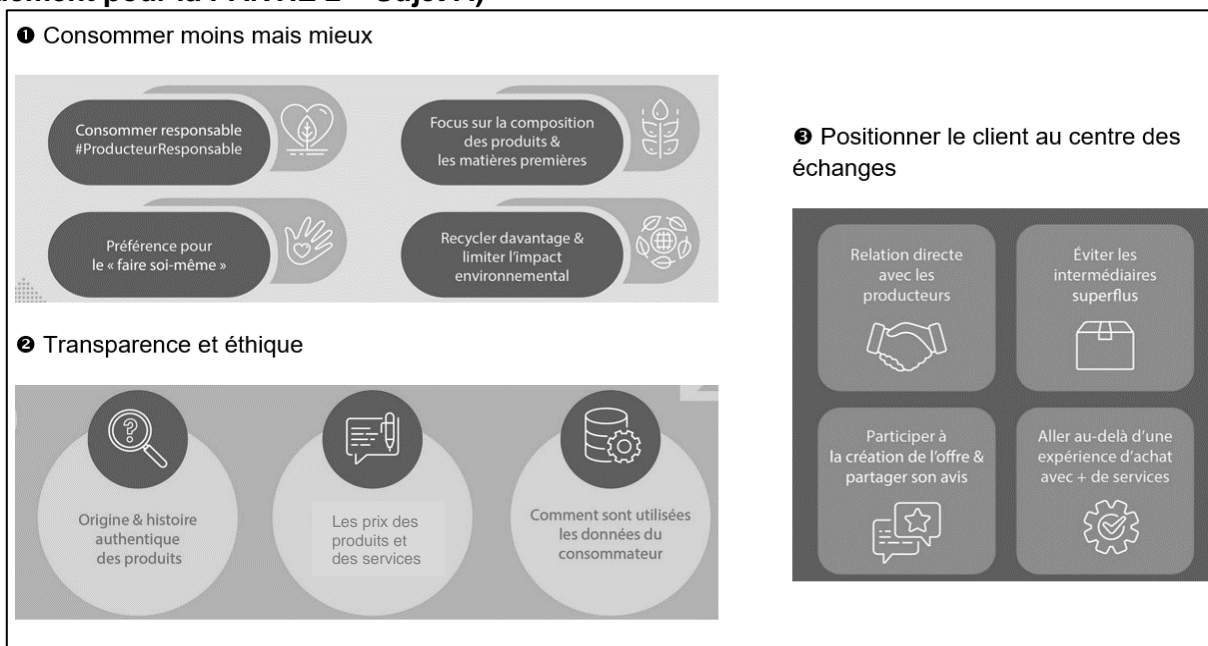 ❶ Consommer moins mais mieux
Consommer responsable
#ProducteurResponsable
Focus sur la composition
des produits &
les matières premières
Préférence pour
le « faire soi-même »
Recycler davantage &
limiter l'impact
environnemental
❷ Transparence et éthique
?
Origine & histoire
authentique
des produits
Les prix des
produits et
des services
Comment sont utilisées
les données du
consommateur
❸ Positionner le client au centre des
échanges
Relation directe
avec les
producteurs
Éviter les
intermédiaires
superflus
Participer à
la création de l'offre &
partager son avis
Aller au-delà d'une
expérience d'achat
avec + de services